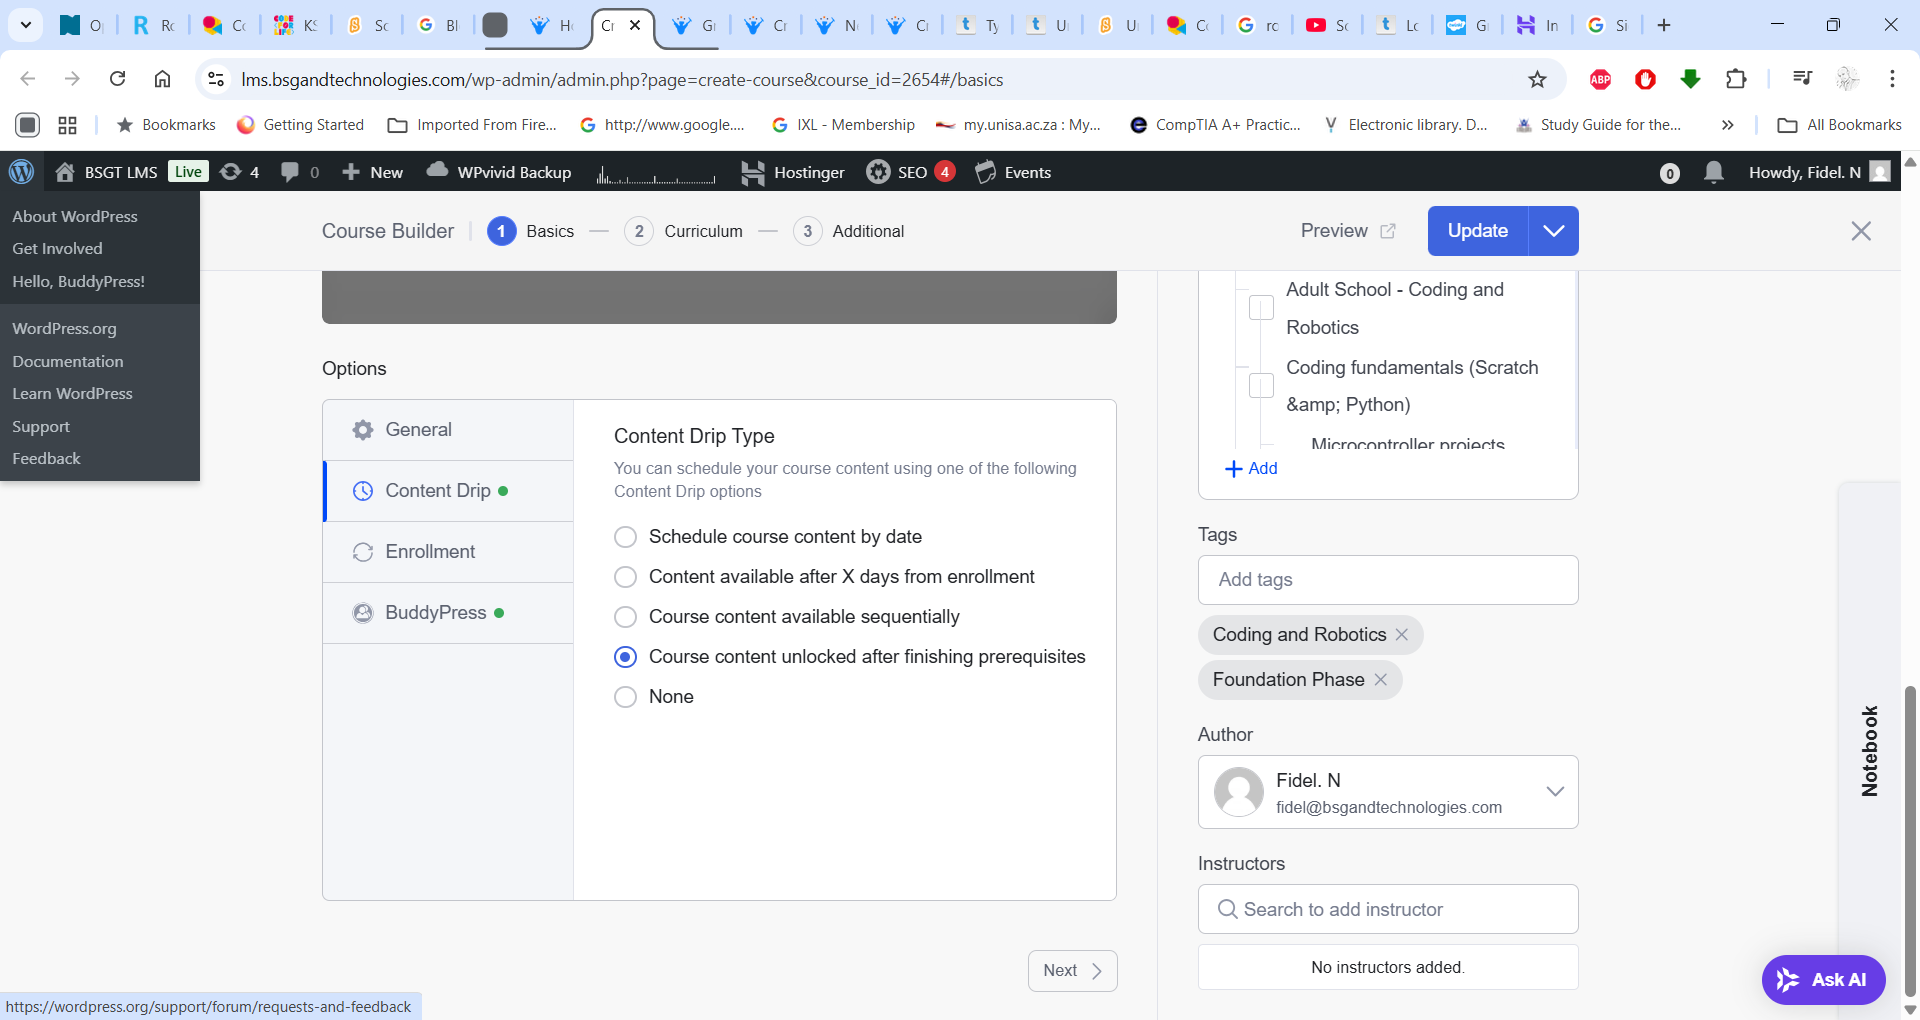 O
Ro
Co
KS
Sc
Bl
Ho
Cr
Gr
Cr
N
Cr
Ty
U
U
Co
ro
Sc
Lo
G
In
Si
lms.bsgandtechnologies.com/wp-admin/admin.php?page=create-course&course_id=2654#/basics
ABP
Bookmarks
Getting Started
Imported From Fire...
http://www.google....
IXL - Membership
my.unisa.ac.za : My...
CompTIA A+ Practic...
Electronic library. D...
Study Guide for the...
»
All Bookmarks
BSGT LMS
Live
4
0
New
WPvivid Backup
Hostinger
SEO
4
Events
0
Howdy, Fidel. N
About WordPress
Get Involved
Hello, BuddyPress!
WordPress.org
Documentation
Learn WordPress
Support
Feedback
Course Builder
1
Basics
2
Curriculum
3
Additional
Preview
Update
Options
General
Content Drip
Enrollment
BuddyPress
Content Drip Type
You can schedule your course content using one of the following
Content Drip options
Schedule course content by date
Content available after X days from enrollment
Course content available sequentially
Course content unlocked after finishing prerequisites
None
Next
Adult School - Coding and
Robotics
Coding fundamentals (Scratch
&amp; Python)
Microcontroller projects
+ Add
Tags
Add tags
Coding and Robotics
Foundation Phase
Author
Fidel. N
fidel@bsgandtechnologies.com
Instructors
Search to add instructor
No instructors added.
Notebook
Ask AI
https://wordpress.org/support/forum/requests-and-feedback